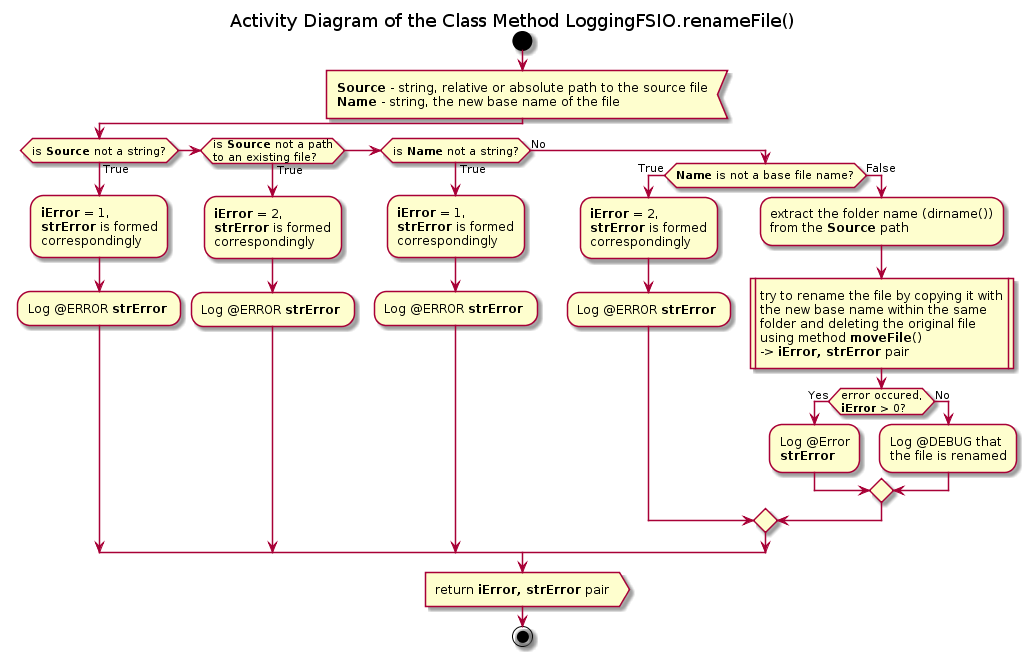 Activity Diagram of the Class Method LoggingFSIO.renameFile()
Source - string, relative or absolute path to the source file
Name - string, the new base name of the file
is Source not a string?
True
iError = 1,
strError is formed
correspondingly
Log @ERROR strError
is Source not a path
to an existing file?
True
iError = 2,
strError is formed
correspondingly
Log @ERROR strError
is Name not a string?
True
No
iError = 1,
strError is formed
correspondingly
Log @ERROR strError
Name is not a base file name?
True
iError = 2,
strError is formed
correspondingly
Log @ERROR strError
False
extract the folder name (dirname())
from the Source path
try to rename the file by copying it with
the new base name within the same
folder and deleting the original file
using method moveFile()
-> iError, strError pair
error occured,
iError > 0?
Yes
Log @Error
strError
No
Log @DEBUG that
the file is renamed
return iError, strError pair